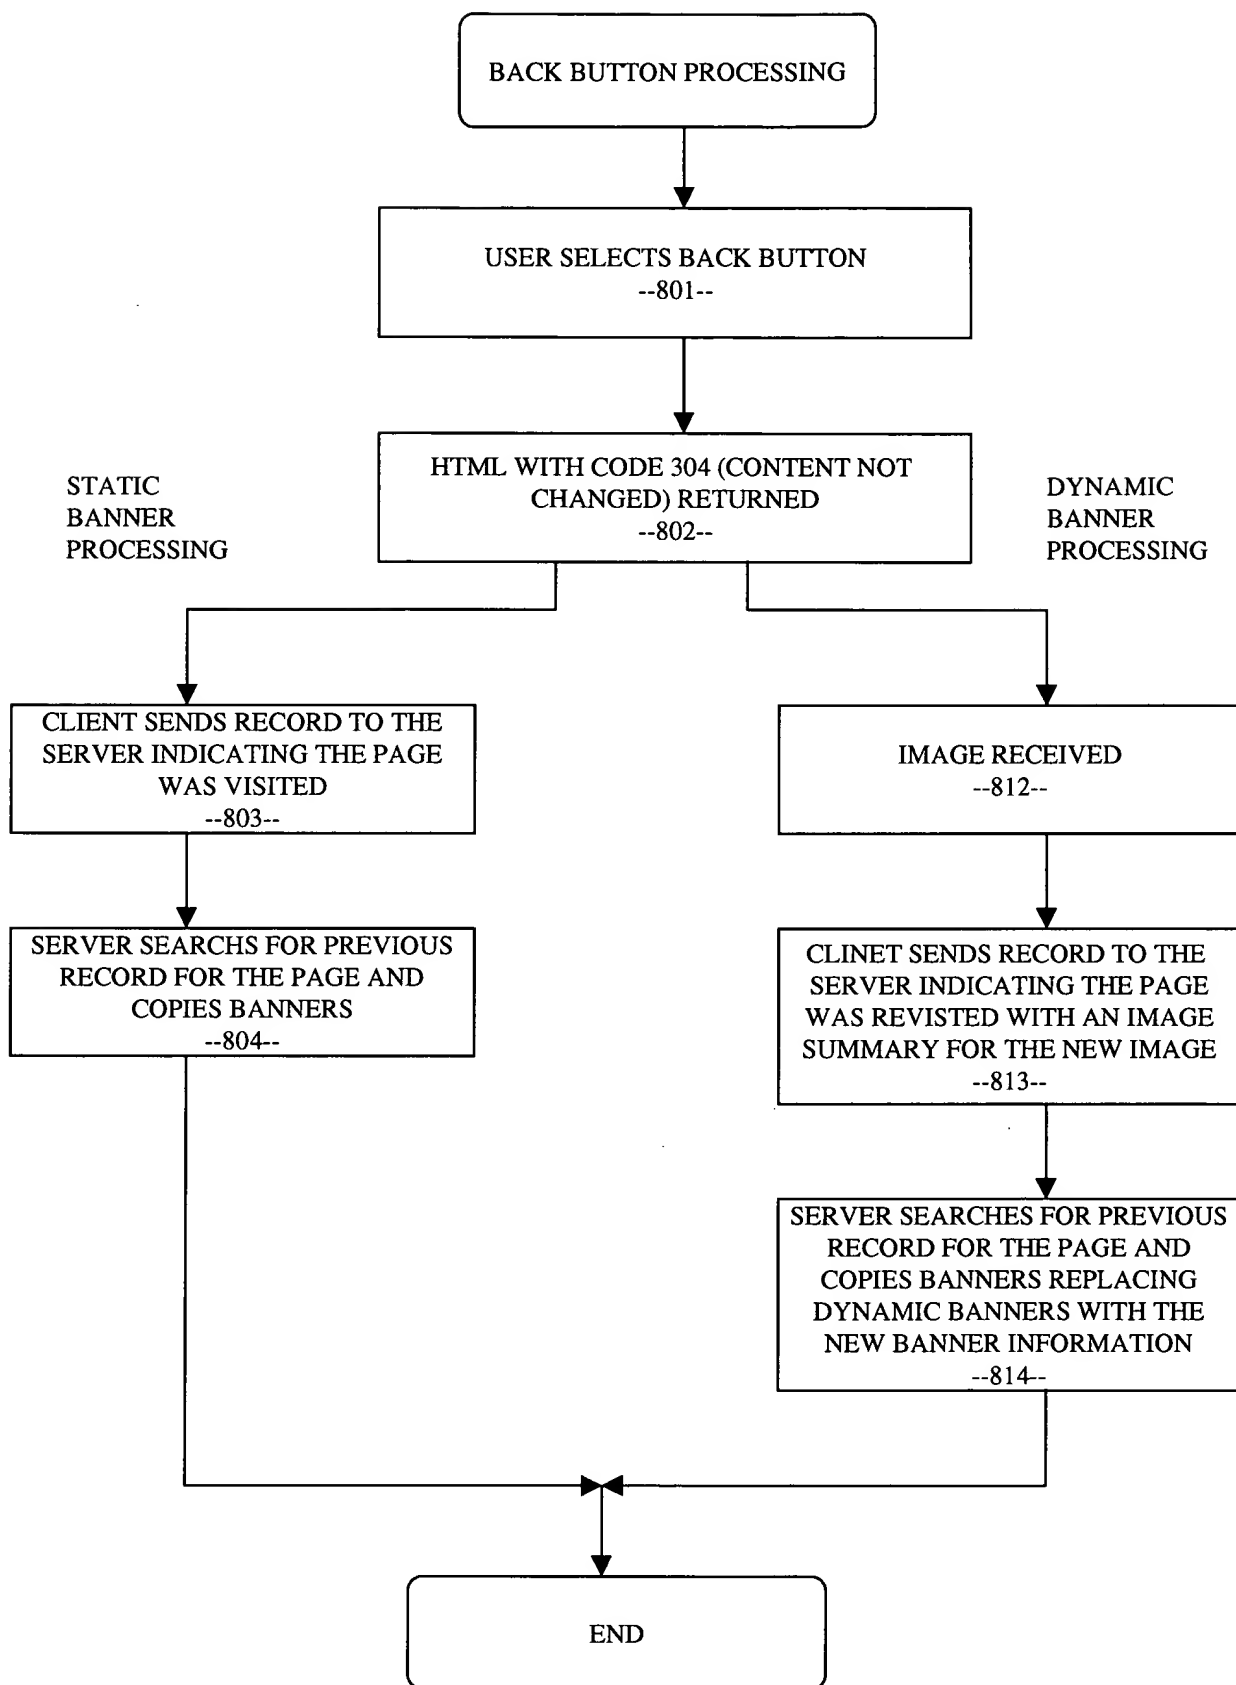 BACK BUTTON PROCESSING
USER SELECTS BACK BUTTON
--801--
HTML WITH CODE 304 (CONTENT NOT
CHANGED) RETURNED
--802--
STATIC
BANNER
PROCESSING
DYNAMIC
BANNER
PROCESSING
CLIENT SENDS RECORD TO THE
SERVER INDICATING THE PAGE
WAS VISITED
--803--
SERVER SEARCHS FOR PREVIOUS
RECORD FOR THE PAGE AND
COPIES BANNERS
--804--
IMAGE RECEIVED
--812--
CLINET SENDS RECORD TO THE
SERVER INDICATING THE PAGE
WAS REVISTED WITH AN IMAGE
SUMMARY FOR THE NEW IMAGE
--813--
SERVER SEARCHES FOR PREVIOUS
RECORD FOR THE PAGE AND
COPIES BANNERS REPLACING
DYNAMIC BANNERS WITH THE
NEW BANNER INFORMATION
--814--
END